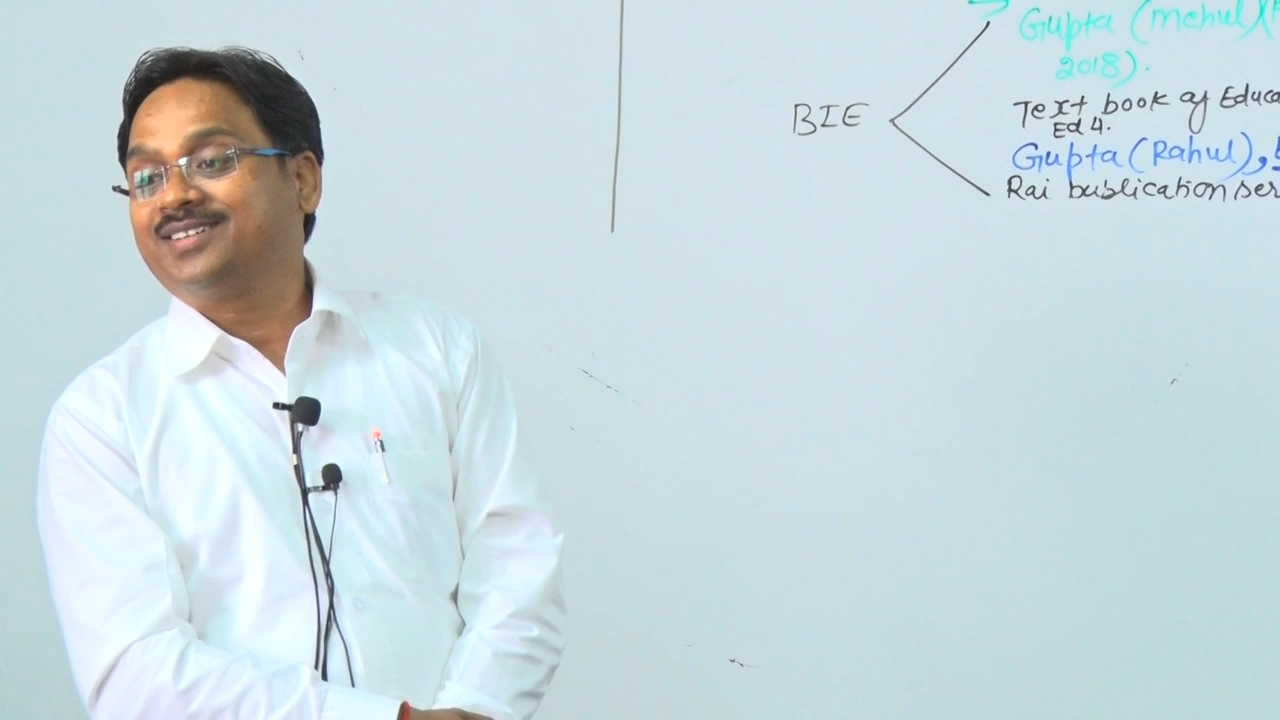 Gupta (Mehul)(
2018).
BIE
Text book of Educa
Ed 4.
Gupta (Rahul),
Rai publication ser